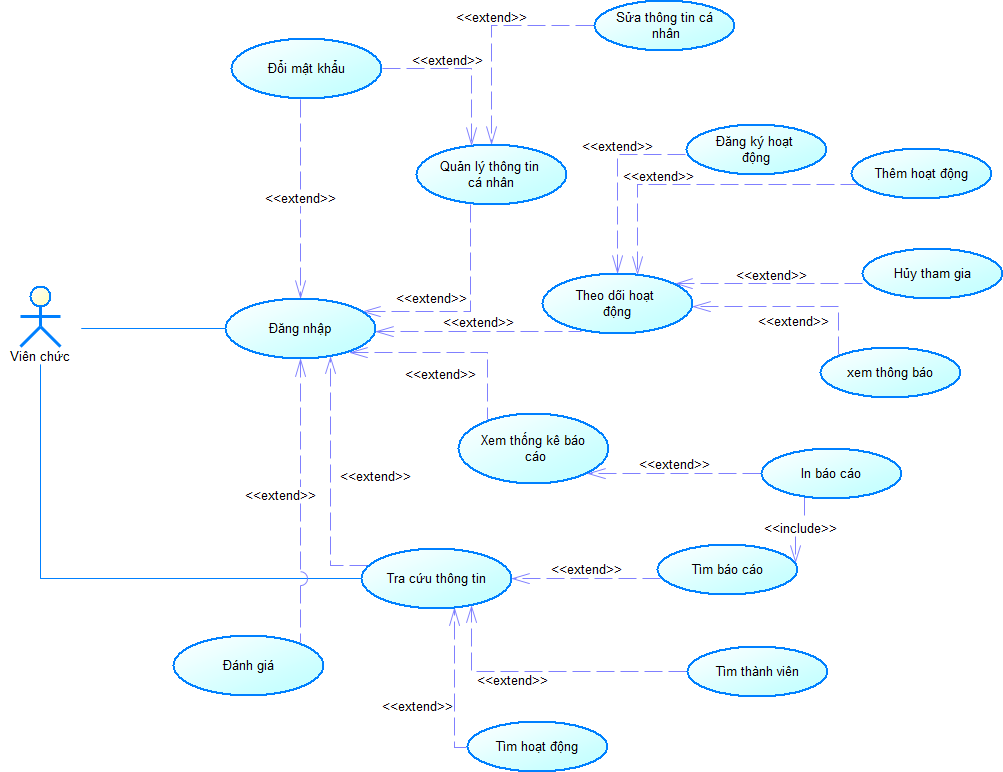 <<extend>>
Sửa thông tin cá
nhân
Đổi mật khẩu
<<extend>>
Đăng ký hoạt
động
<<extend>>
Quản lý thông tin
cá nhân
<<extend>>
Thêm hoạt động
<<extend>>
Hủy tham gia
<<extend>>
Theo dõi hoạt
động
<<extend>>
<<extend>>
<<extend>>
Đăng nhập
Viên chức
<<extend>>
xem thông báo
Xem thống kê báo
cáo
<<extend>>
In báo cáo
<<extend>>
<<extend>>
<<include>>
<<extend>>
Tìm báo cáo
Tra cứu thông tin
Đánh giá
Tìm thành viên
<<extend>>
<<extend>>
Tìm hoạt động